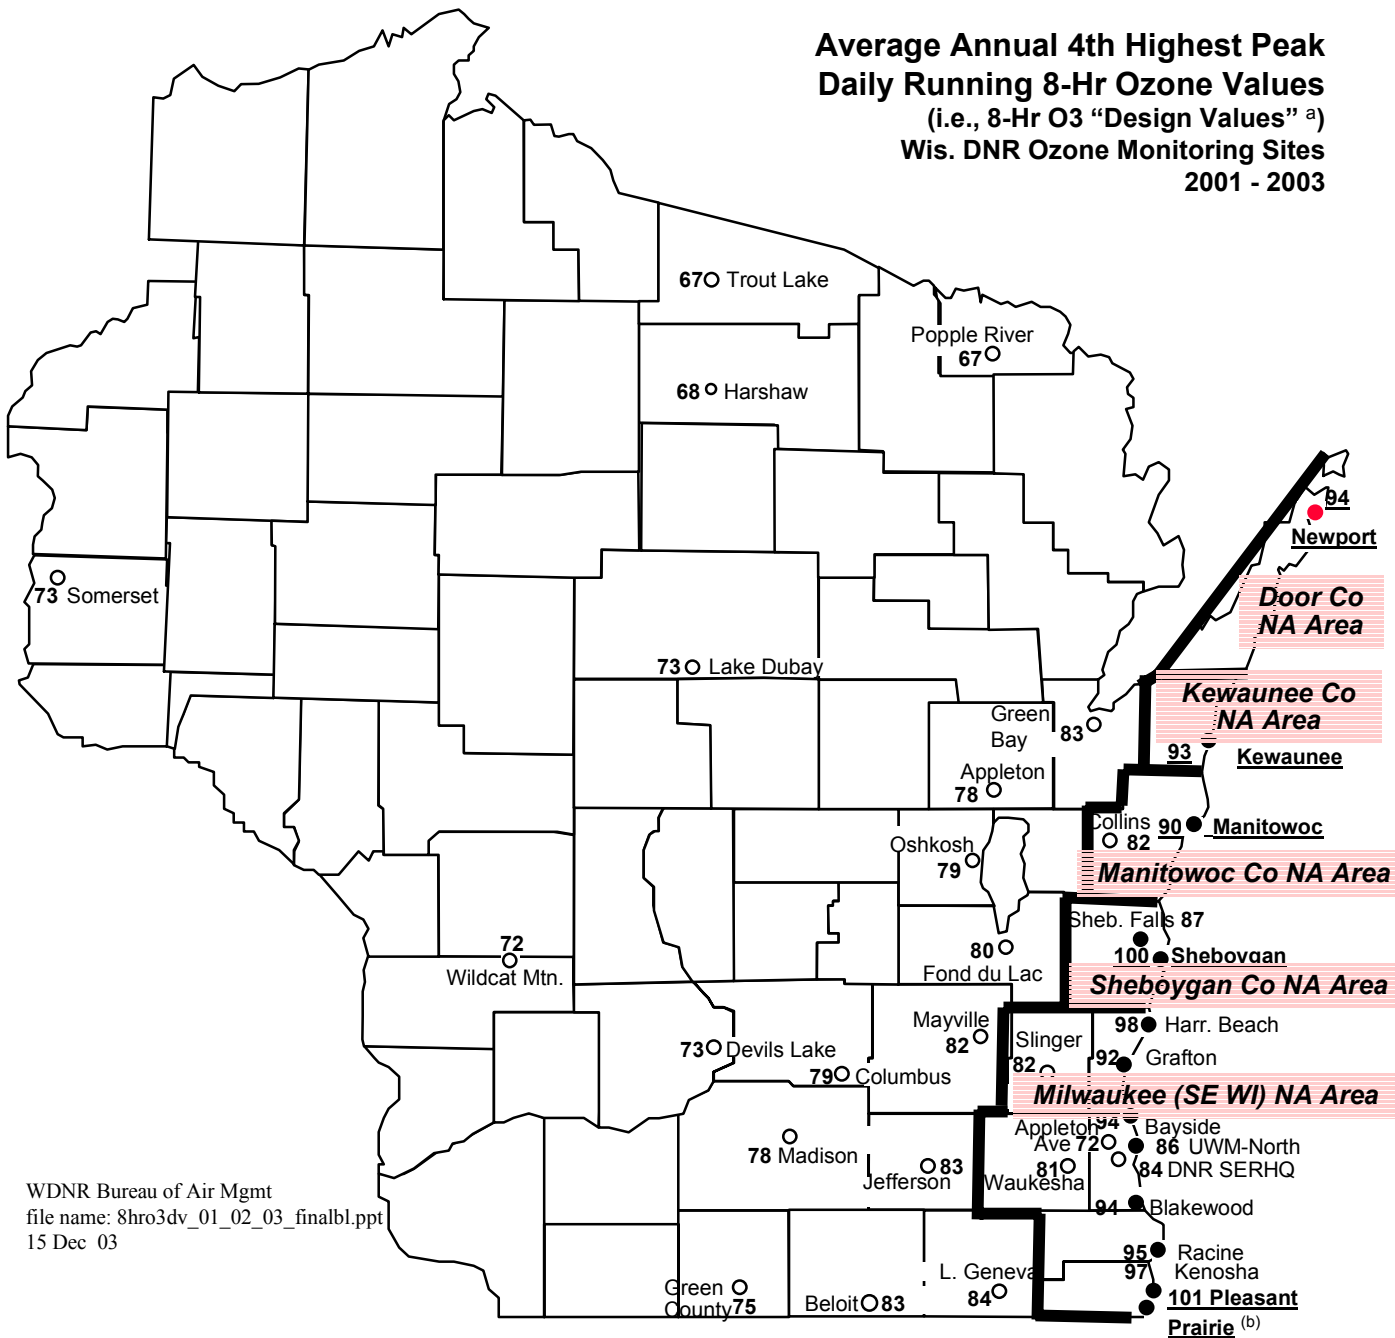 Average Annual 4th Highest Peak
Daily Running 8-Hr Ozone Values
(i.e., 8-Hr O3 “Design Values” a)
Wis. DNR Ozone Monitoring Sites
2001 - 2003
67 Trout Lake
Popple River
67
68 Harshaw
94
Newport
73 Somerset
Door Co
NA Area
73 Lake Dubay
Kewaunee Co
NA Area
Green
Bay
83
93
Kewaunee
Appleton
78
Collins
82
90 Manitowoc
Oshkosh
79
Manitowoc Co NA Area
Sheb. Falls 87
72
Wildcat Mtn.
80
Fond du Lac
100 Sheboygan
Sheboygan Co NA Area
Mayville
82
98 Harr. Beach
Slinger
82
73 Devils Lake
92 Grafton
79 Columbus
Milwaukee (SE WI) NA Area
94 Bayside
Appleton
Ave 72
86 UWM-North
78 Madison
83
Jefferson
81
Waukesha
84 DNR SERHQ
94 Blakewood
WDNR Bureau of Air Mgmt
file name: 8hro3dv_01_02_03_finalbl.ppt
15 Dec 03
95 Racine
97 Kenosha
L. Geneva
84
Green
County 75
Beloit 83
101 Pleasant
Prairie (b)